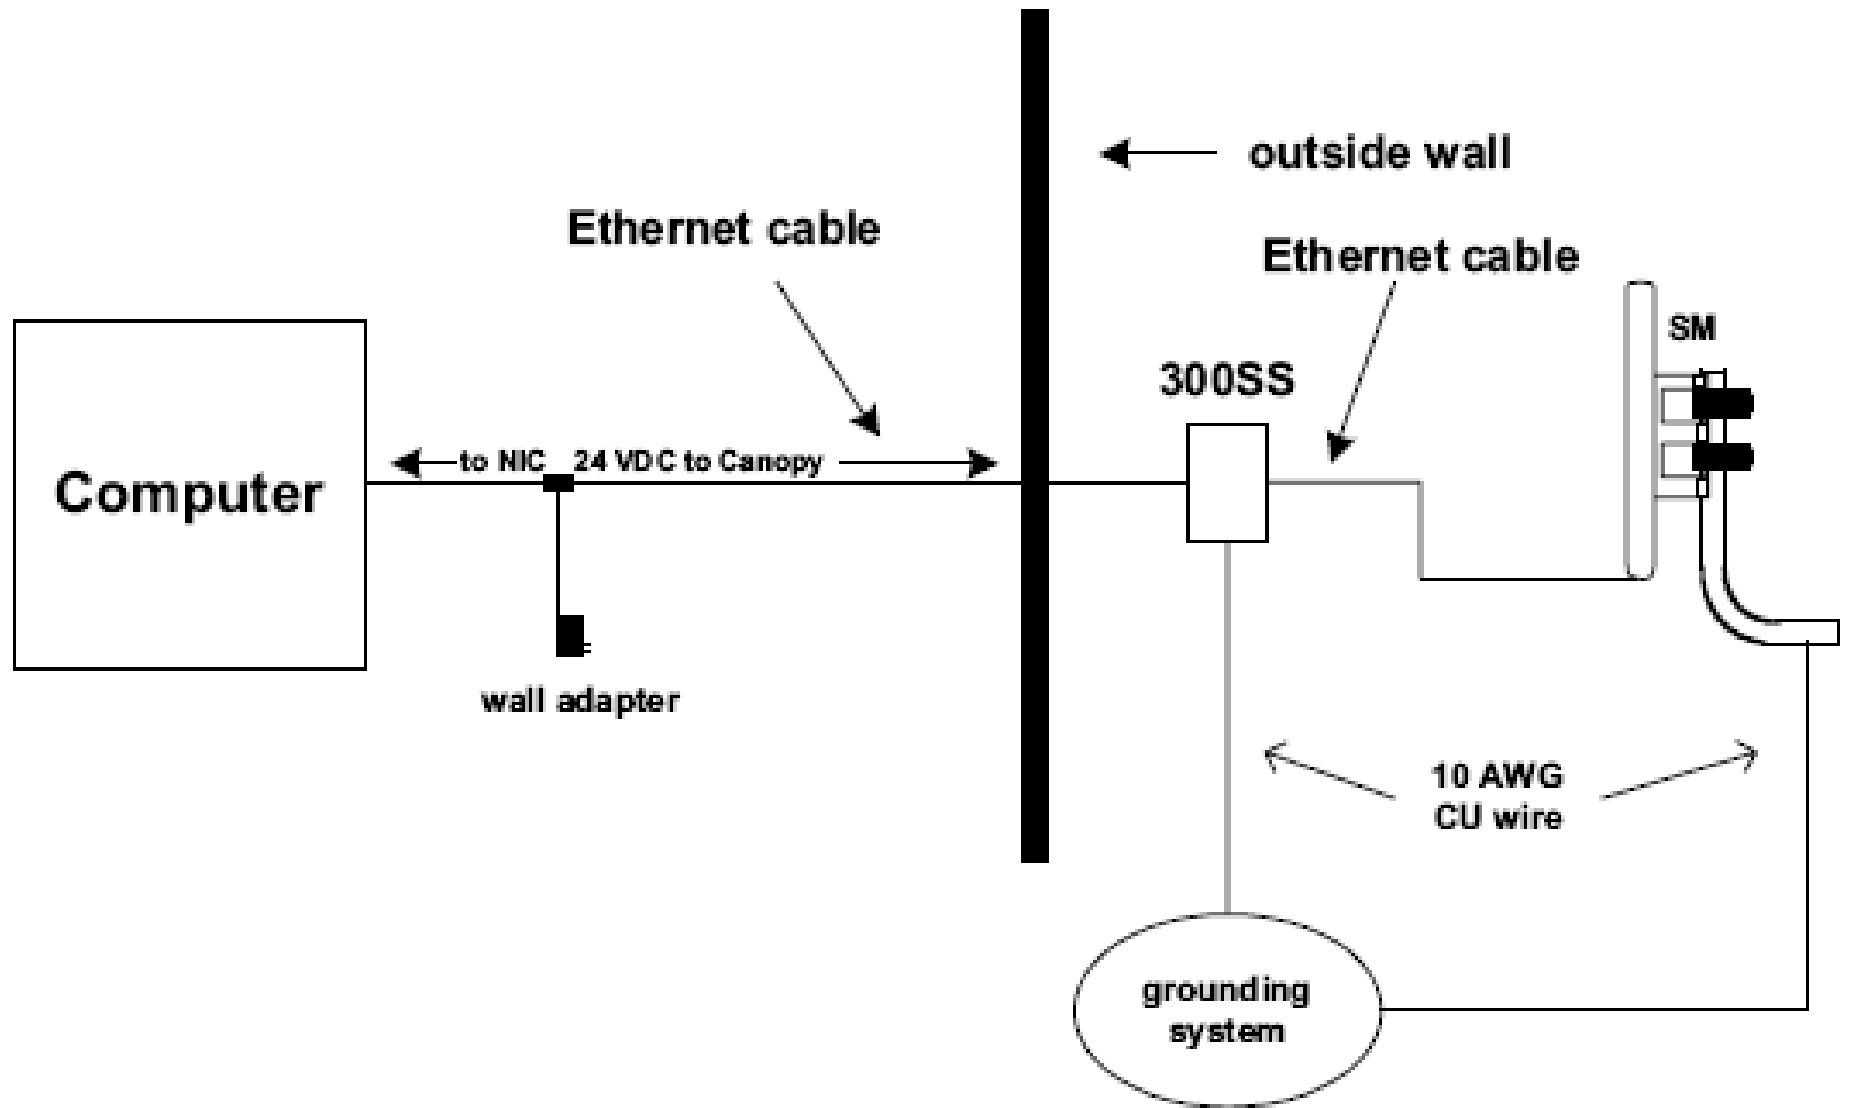 outside wall
Ethernet cable
Ethernet cable
SM
300SS
to NIC 24 VDC to Canopy
Computer
wall adapter
10 AWG
CU wire
grounding
system